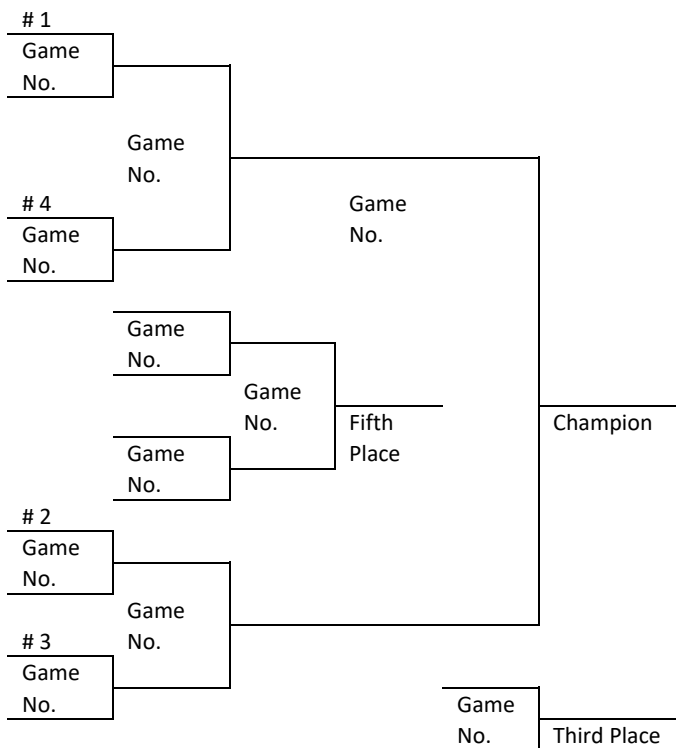 # 1
Game
No.
Game
No.
# 4
Game
No.
Game
No.
Game
No.
Game
No.
Fifth
Place
Champion
Game
No.
# 2
Game
No.
Game
No.
# 3
Game
No.
Game
No.
Third Place